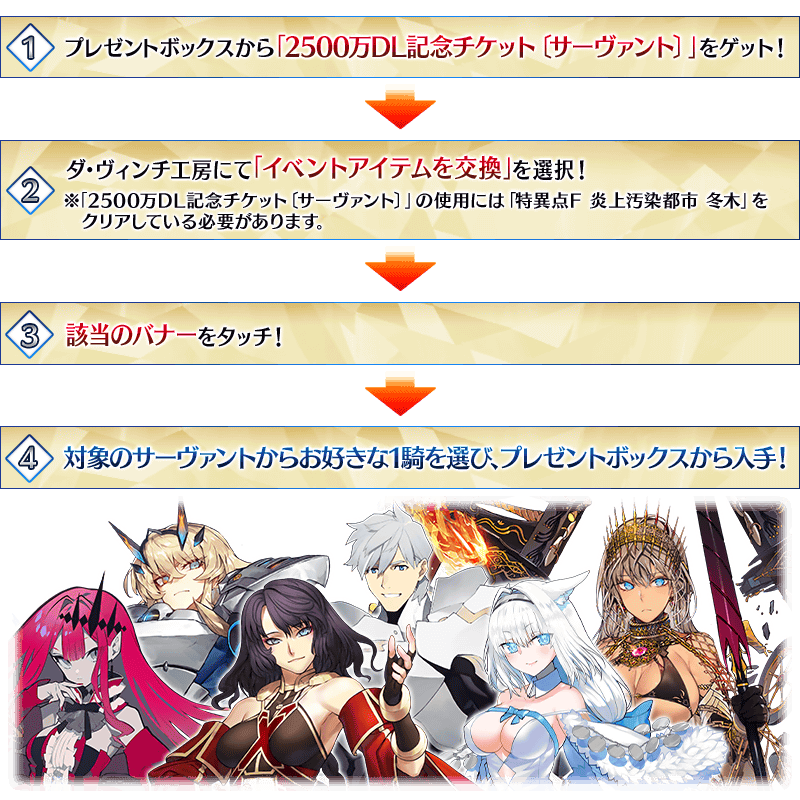 1 プレゼントボックスから「2500万DL記念チケット〔サーヴァント〕」をゲット!
2 ダ・ヴィンチ工房にて「イベントアイテムを交換」を選択!
※「2500万DL記念チケット〔サーヴァント〕」の使用には「特異点F 炎上汚染都市 冬木」を
クリアしている必要があります。
3 該当のバナーをタッチ!
4 対象のサーヴァントからお好きな1騎を選び、プレゼントボックスから入手!